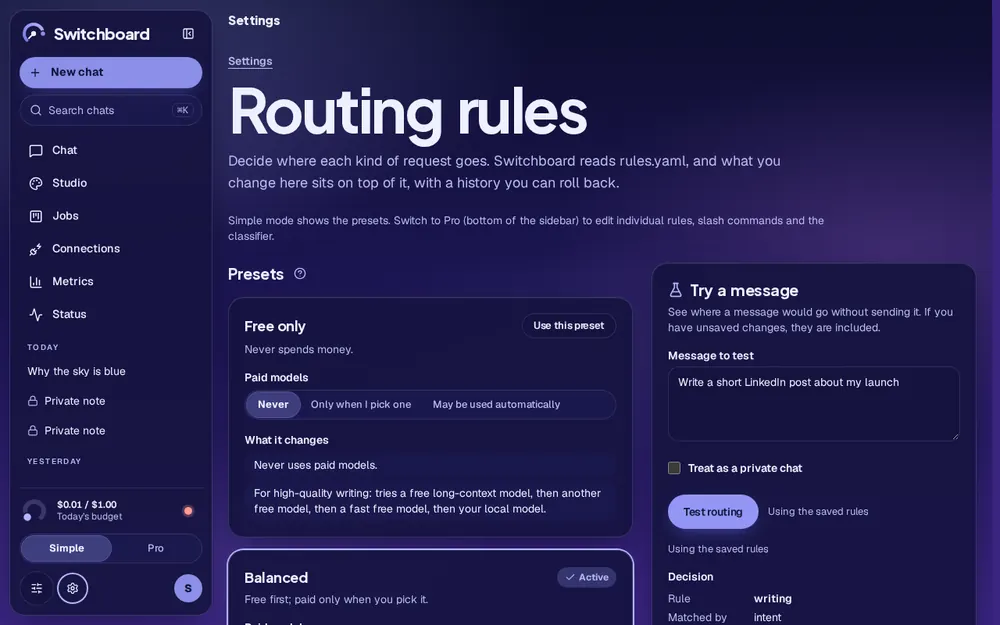 Switchboard
New chat
Search chats
⌘K
Chat
Studio
Jobs
Connections
Metrics
Status
TODAY
Why the sky is blue
Private note
Private note
YESTERDAY
$0.01 / $1.00
Today's budget
Simple
Pro
S
Settings
Settings
Routing rules
Decide where each kind of request goes. Switchboard reads rules.yaml, and what you
change here sits on top of it, with a history you can roll back.
Simple mode shows the presets. Switch to Pro (bottom of the sidebar) to edit individual rules, slash commands and the
classifier.
Presets
Free only
Use this preset
Never spends money.
Paid models
Never
Only when I pick one
May be used automatically
What it changes
Never uses paid models.
For high-quality writing: tries a free long-context model, then another
free model, then a fast free model, then your local model.
Balanced
Active
Free first; paid only when you pick it.
Try a message
See where a message would go without sending it. If you
have unsaved changes, they are included.
Message to test
Write a short LinkedIn post about my launch
Treat as a private chat
Test routing
Using the saved rules
Using the saved rules
Decision
Rule
writing
Matched by
intent